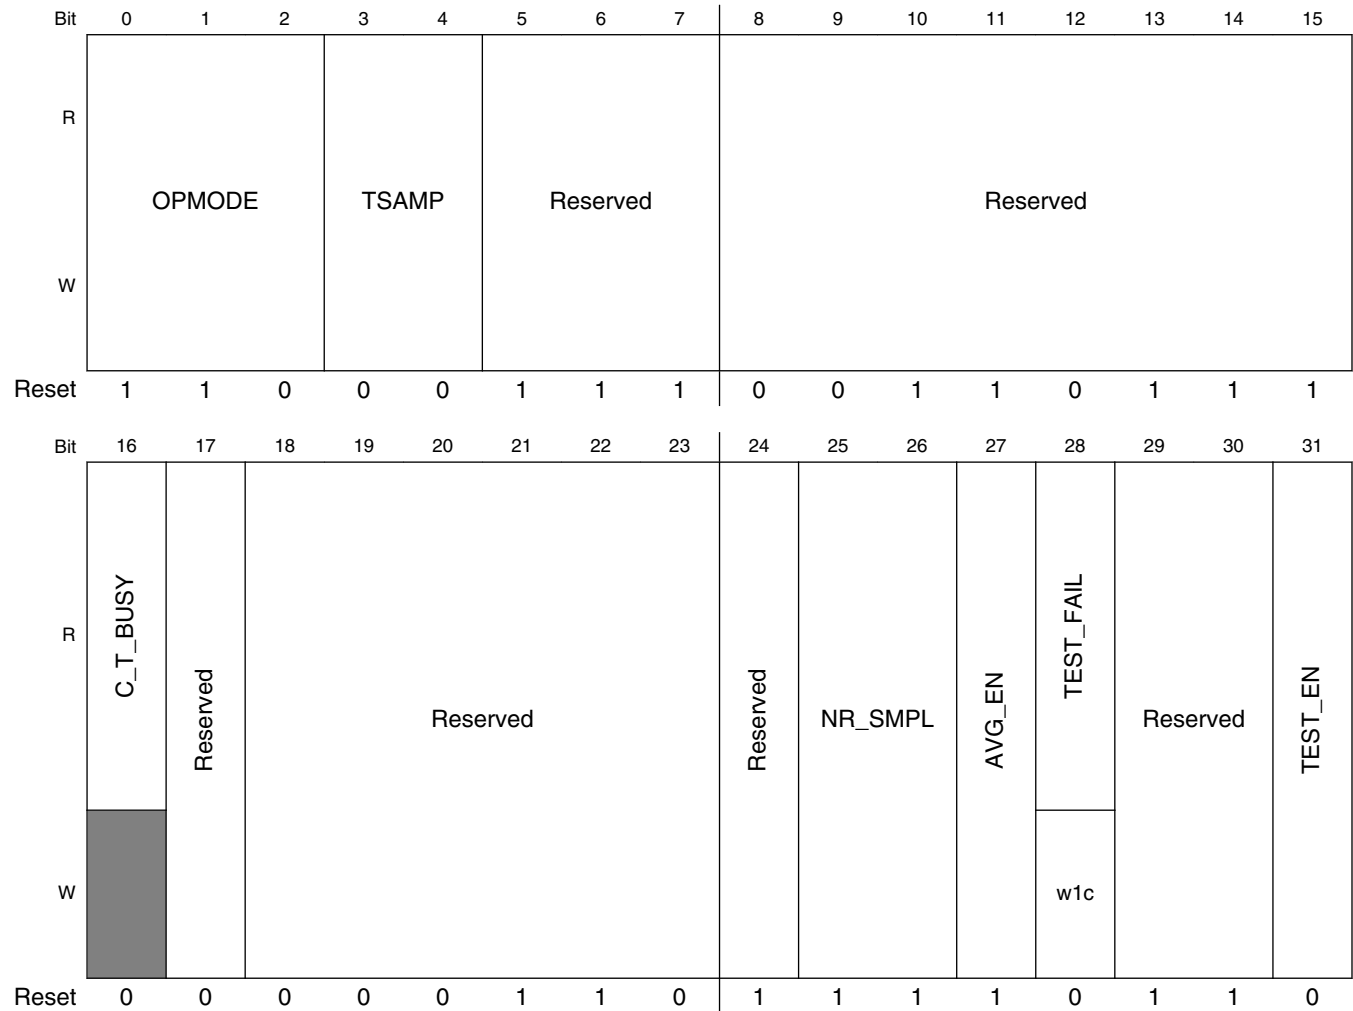 Bit 0 1 2 3 4 5 6 7 8 9 10 11 12 13 14 15
R
OPMODE TSAMP Reserved Reserved
W
Reset 1 1 0 0 0 1 1 1 0 0 1 1 0 1 1 1
Bit 16 17 18 19 20 21 22 23 24 25 26 27 28 29 30 31
R
C_T_BUSY Reserved Reserved Reserved NR_SMPL AVG_EN TEST_FAIL Reserved TEST_EN
W
w1c
Reset 0 0 0 0 0 1 1 0 1 1 1 1 0 1 1 0